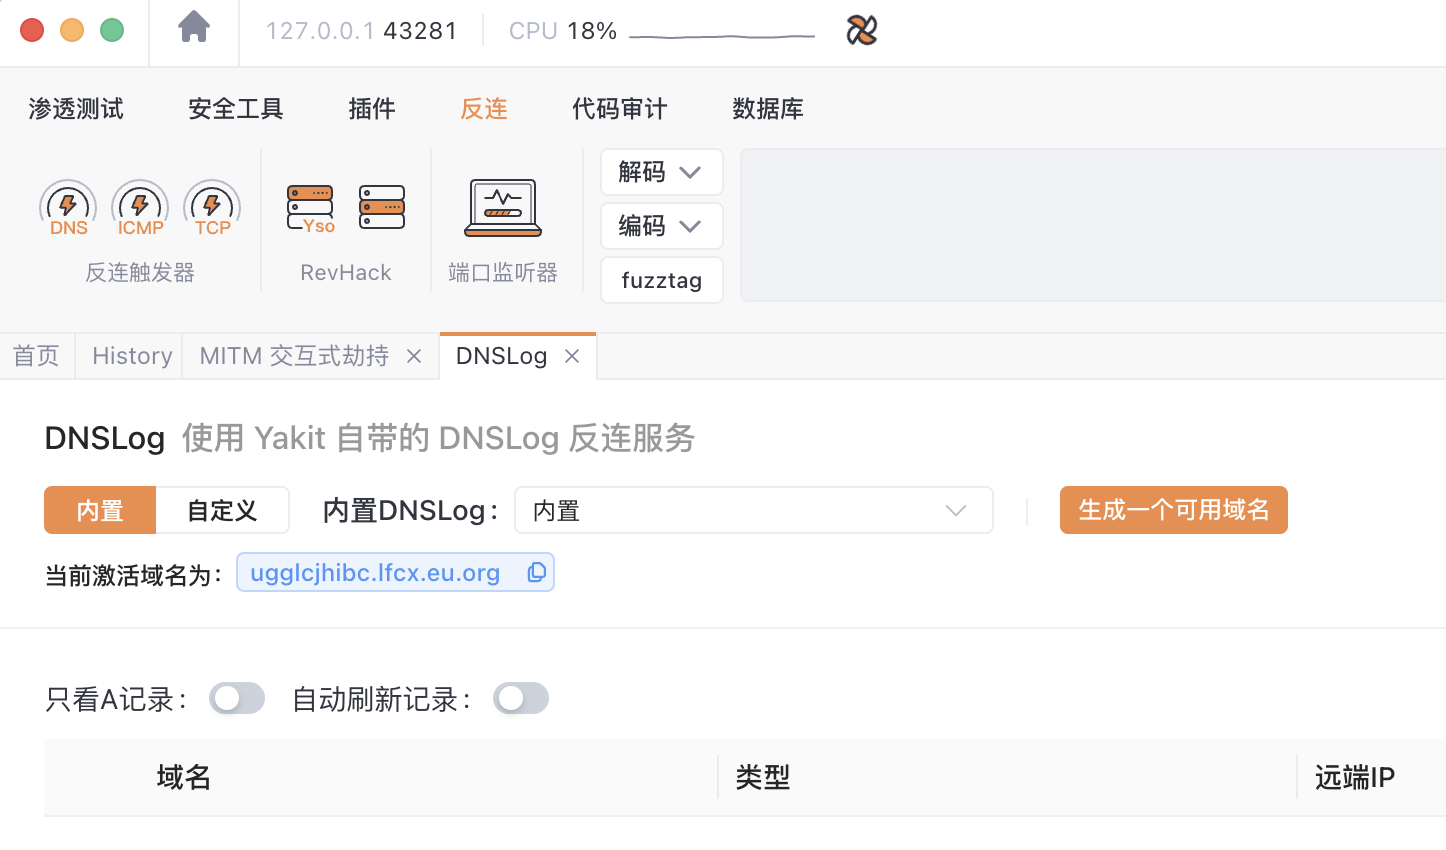 127.0.0.1 43281 CPU 18%
渗透测试 安全工具 插件 反连 代码审计 数据库
解码
DNS ICMP TCP Yso
编码
反连触发器 RevHack 端口监听器
fuzztag
首页 History MITM 交互式劫持 DNSLog
DNSLog 使用 Yakit 自带的 DNSLog 反连服务
内置 自定义 内置DNSLog: 内置 生成一个可用域名
当前激活域名为: ugglcjhibc.lfcx.eu.org
只看A记录: 自动刷新记录:
域名 类型 远端IP